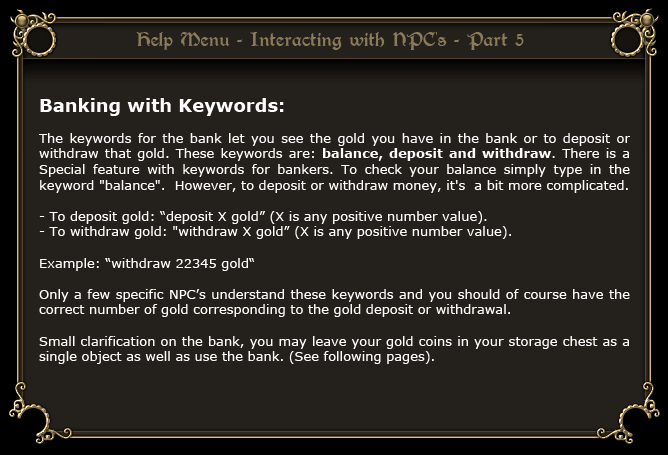 Help Menu - Interacting with NPC's - Part 5
Banking with Keywords:
The keywords for the bank let you see the gold you have in the bank or to deposit or
withdraw that gold. These keywords are: balance, deposit and withdraw. There is a
Special feature with keywords for bankers. To check your balance simply type in the
keyword "balance".  However, to deposit or withdraw money, it's  a bit more complicated.
- To deposit gold: “deposit X gold” (X is any positive number value).
- To withdraw gold: "withdraw X gold” (X is any positive number value).
Example: “withdraw 22345 gold“
Only a few specific NPC’s understand these keywords and you should of course have the
correct number of gold corresponding to the gold deposit or withdrawal.
Small clarification on the bank, you may leave your gold coins in your storage chest as a
single object as well as use the bank. (See following pages).